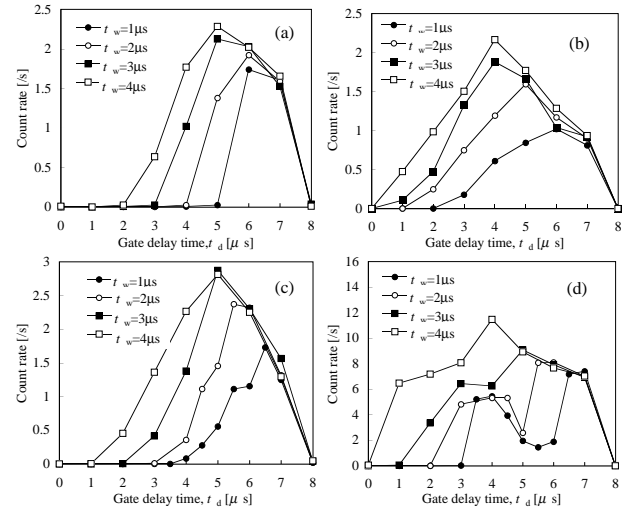 (a)
t w=1μs
t w=2μs
t w=3μs
t w=4μs
Count rate [/s]
2.5
2
1.5
1
0.5
0
0 1 2 3 4 5 6 7 8
Gate delay time, t d [μ s]
(b)
t w=1μs
t w=2μs
t w=3μs
t w=4μs
Count rate [/s]
2.5
2
1.5
1
0.5
0
0 1 2 3 4 5 6 7 8
Gate delay time, t d [μ s]
(c)
t w=1μs
t w=2μs
t w=3μs
t w=4μs
Count rate [/s]
3
2.5
2
1.5
1
0.5
0
0 1 2 3 4 5 6 7 8
Gate delay time, t d [μ s]
(d)
t w=1μs
t w=2μs
t w=3μs
t w=4μs
Count rate [/s]
16
14
12
10
8
6
4
2
0
0 1 2 3 4 5 6 7 8
Gate delay time, t d [μ s]